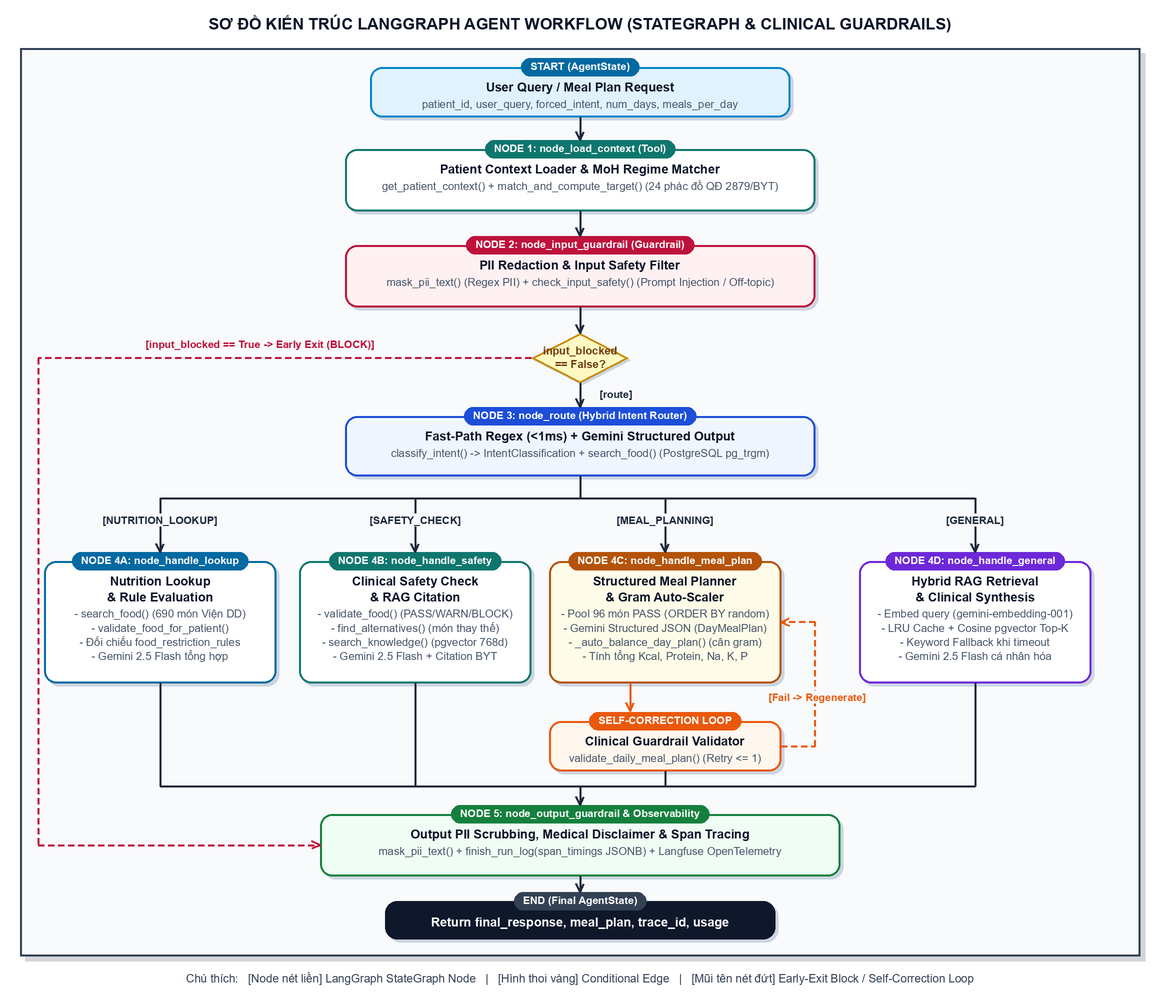 SƠ ĐỒ KIẾN TRÚC LANGGRAPH AGENT WORKFLOW (STATEGRAPH & CLINICAL GUARDRAILS)
START (AgentState)
User Query / Meal Plan Request
patient_id, user_query, forced_intent, num_days, meals_per_day
NODE 1: node_load_context (Tool)
Patient Context Loader & MoH Regime Matcher
get_patient_context() + match_and_compute_target() (24 phác đồ QĐ 2879/BYT)
NODE 2: node_input_guardrail (Guardrail)
PII Redaction & Input Safety Filter
mask_pii_text() (Regex PII) + check_input_safety() (Prompt Injection / Off-topic)
[input_blocked == True -> Early Exit (BLOCK)]
input_blocked
== False?
[route]
NODE 3: node_route (Hybrid Intent Router)
Fast-Path Regex (<1ms) + Gemini Structured Output
classify_intent() -> IntentClassification + search_food() (PostgreSQL pg_trgm)
[NUTRITION_LOOKUP]
[SAFETY_CHECK]
[MEAL_PLANNING]
[GENERAL]
NODE 4A: node_handle_lookup
Nutrition Lookup
& Rule Evaluation
- search_food() (690 món Viện DD)
- validate_food_for_patient()
- Đối chiếu food_restriction_rules
- Gemini 2.5 Flash tổng hợp
NODE 4B: node_handle_safety
Clinical Safety Check
& RAG Citation
- validate_food() (PASS/WARN/BLOCK)
- find_alternatives() (món thay thế)
- search_knowledge() (pgvector 768d)
- Gemini 2.5 Flash + Citation BYT
NODE 4C: node_handle_meal_plan
Structured Meal Planner
& Gram Auto-Scaler
- Pool 96 món PASS (ORDER BY random)
- Gemini Structured JSON (DayMealPlan)
- _auto_balance_day_plan() (cân gram)
- Tính tổng Kcal, Protein, Na, K, P
NODE 4D: node_handle_general
Hybrid RAG Retrieval
& Clinical Synthesis
- Embed query (gemini-embedding-001)
- LRU Cache + Cosine pgvector Top-K
- Keyword Fallback khi timeout
- Gemini 2.5 Flash cá nhân hóa
[Fail -> Regenerate]
SELF-CORRECTION LOOP
Clinical Guardrail Validator
validate_daily_meal_plan() (Retry <= 1)
NODE 5: node_output_guardrail & Observability
Output PII Scrubbing, Medical Disclaimer & Span Tracing
mask_pii_text() + finish_run_log(span_timings JSONB) + Langfuse OpenTelemetry
END (Final AgentState)
Return final_response, meal_plan, trace_id, usage
Chú thích: [Node nét liền] LangGraph StateGraph Node | [Hình thoi vàng] Conditional Edge | [Mũi tên nét đứt] Early-Exit Block / Self-Correction Loop